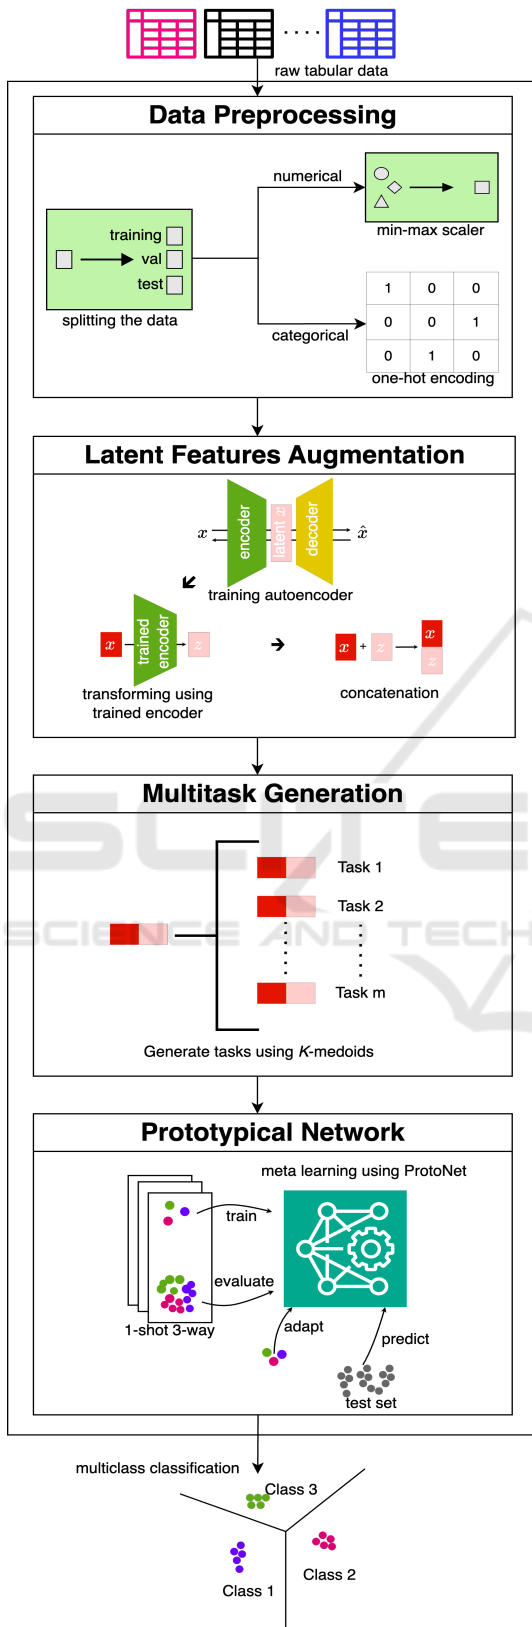 raw tabular data
Data Preprocessing
numerical
training
val
test
min-max scaler
splitting the data
categorical
1 0 0
0 0 1
0 1 0
one-hot encoding
Latent Features Augmentation
x
encoder
latent x
decoder
x̂
training autoencoder
x
trained
encoder
z
x + z
x
z
transforming using
trained encoder
concatenation
Multitask Generation
SCITE
Task 1
Task 2
SCIENCE AND TECH
Task m
Generate tasks using K-medoids
Prototypical Network
meta learning using ProtoNet
train
evaluate
1-shot 3-way
adapt
predict
test set
multiclass classification
Class 3
Class 2
Class 1